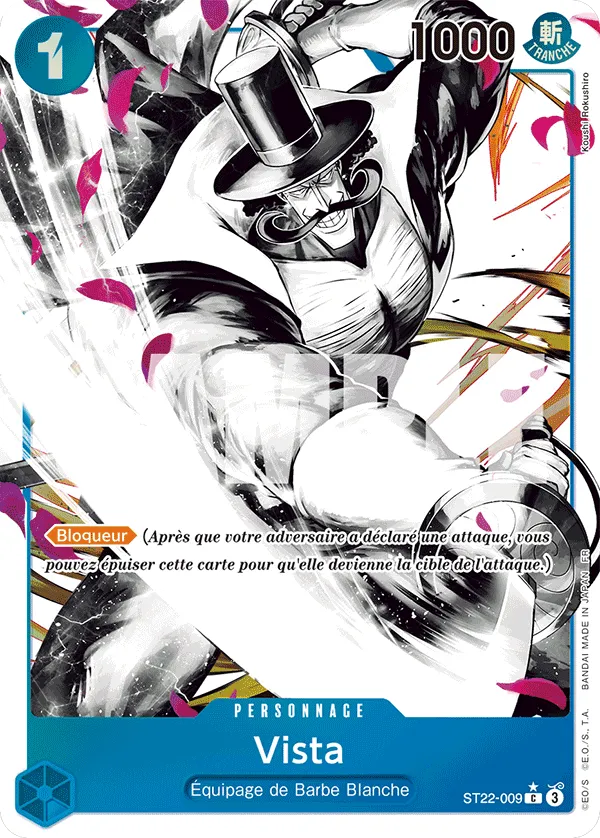 1
1000
斬
TRANCHE
Koushi Rokushiro
Bloqueur (Après que votre adversaire a déclaré une attaque, vous
pouvez épuiser cette carte pour qu'elle devienne la cible de l'attaque.)
PERSONNAGE
Vista
Équipage de Barbe Blanche
ST22-009 C 3
©E.O/S ©E.O./S., T.A. BANDAI MADE IN JAPAN FR